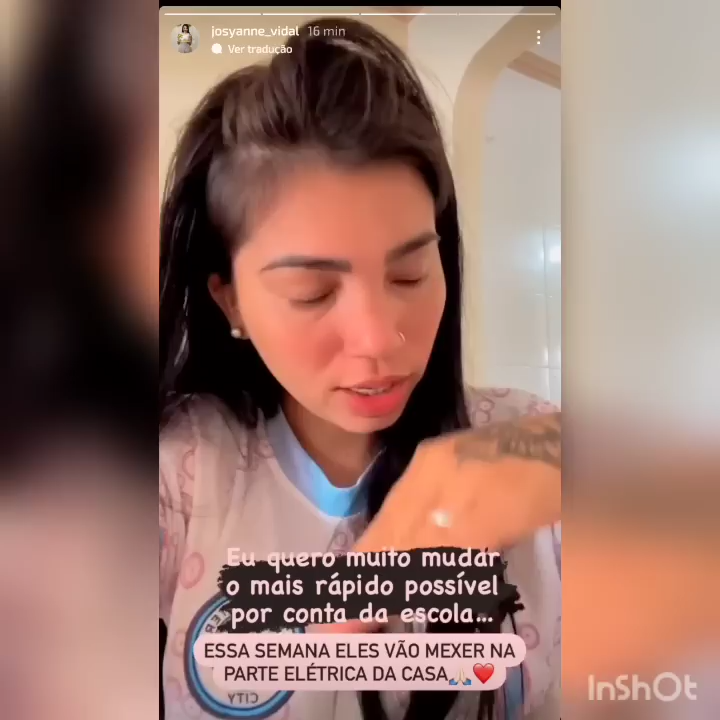 josyanne_vidal 16 min
Ver tradução
Eu quero muito mudar
o mais rápido possível
por conta da escola...
ESSA SEMANA ELES VÃO MEXER NA
PARTE ELÉTRICA DA CASA🙏🏻❤️
CITY
InShOt